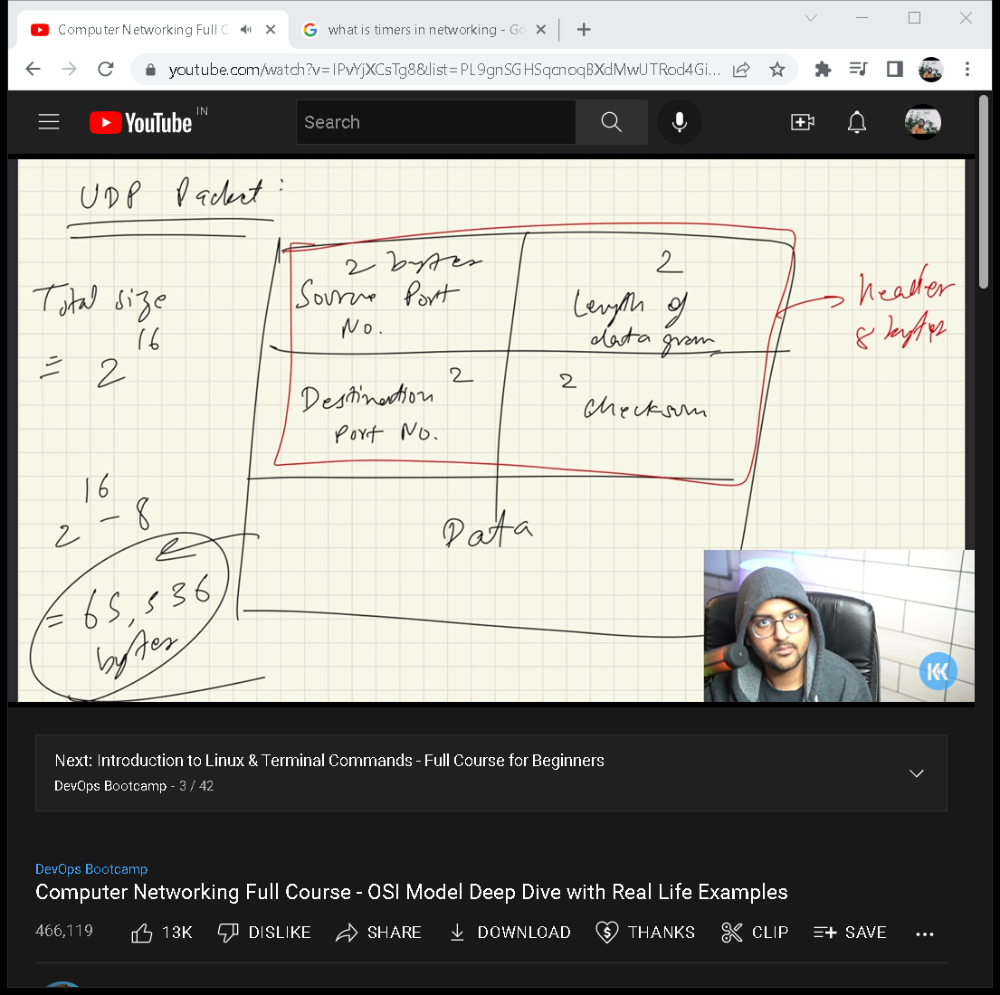 Computer Networking Full C
what is timers in networking - Go
youtube.com/watch?v=IPvYjXCsTg8&list=PL9gnSGHSqcnoqBXdMwUTRod4Gi...
YouTube IN
Search
UDP Packet:
Total size
= 2 16
2 16 - 8
= 65,536
bytes
2 bytes
Source Port
No.
2
Length of
datagram
Destination 2
Port No.
2
Checksum
Data
header
8 bytes
Next: Introduction to Linux & Terminal Commands - Full Course for Beginners
DevOps Bootcamp - 3 / 42
DevOps Bootcamp
Computer Networking Full Course - OSI Model Deep Dive with Real Life Examples
466,119 13K DISLIKE SHARE DOWNLOAD THANKS CLIP SAVE ...